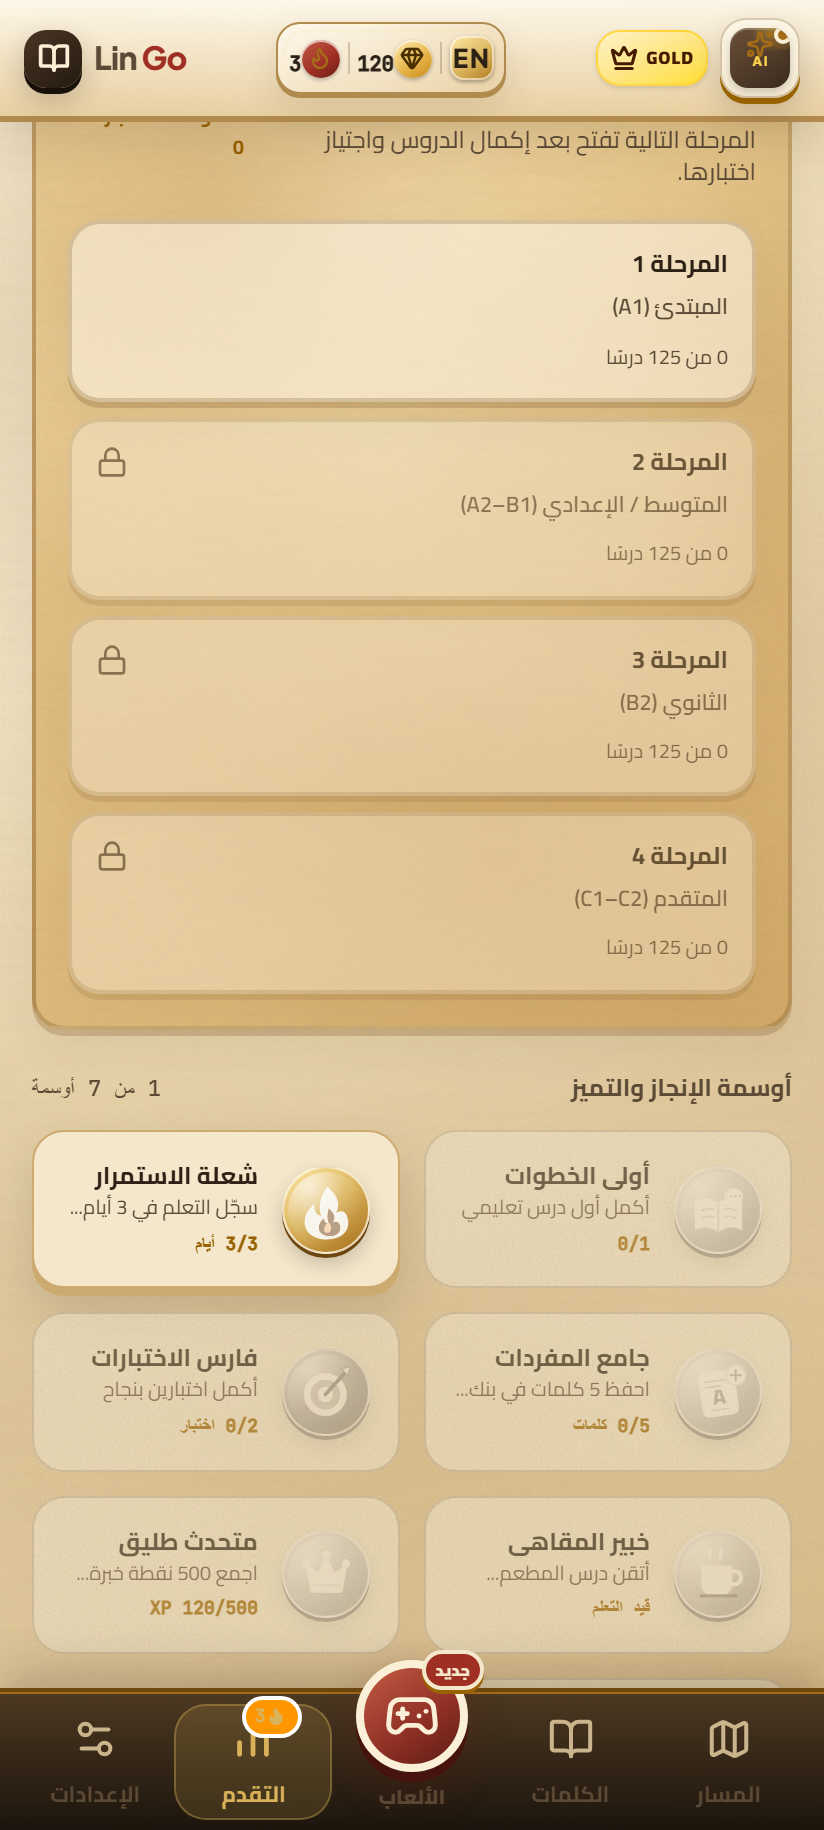 Lin Go
3
120
EN
GOLD
AI
0
المرحلة التالية تفتح بعد إكمال الدروس واجتياز
اختبارها.
المرحلة 1
المبتدئ (A1)
0 من 125 درسًا
المرحلة 2
المتوسط / الإعدادي (A2–B1)
0 من 125 درسًا
المرحلة 3
الثانوي (B2)
0 من 125 درسًا
المرحلة 4
المتقدم (C1–C2)
0 من 125 درسًا
أوسمة الإنجاز والتميز
1 من 7 أوسمة
أولى الخطوات
أكمل أول درس تعليمي
0/1
شعلة الاستمرار
سجّل التعلم في 3 أيام...
3/3 أيام
جامع المفردات
احفظ 5 كلمات في بنك...
0/5 كلمات
A
فارس الاختبارات
أكمل اختبارين بنجاح
0/2 اختبار
خبير المقاهى
أتقن درس المطعم...
قيد التعلم
متحدث طليق
اجمع 500 نقطة خبرة...
120/500 XP
المسار
الكلمات
جديد
الألعاب
3
التقدم
الإعدادات